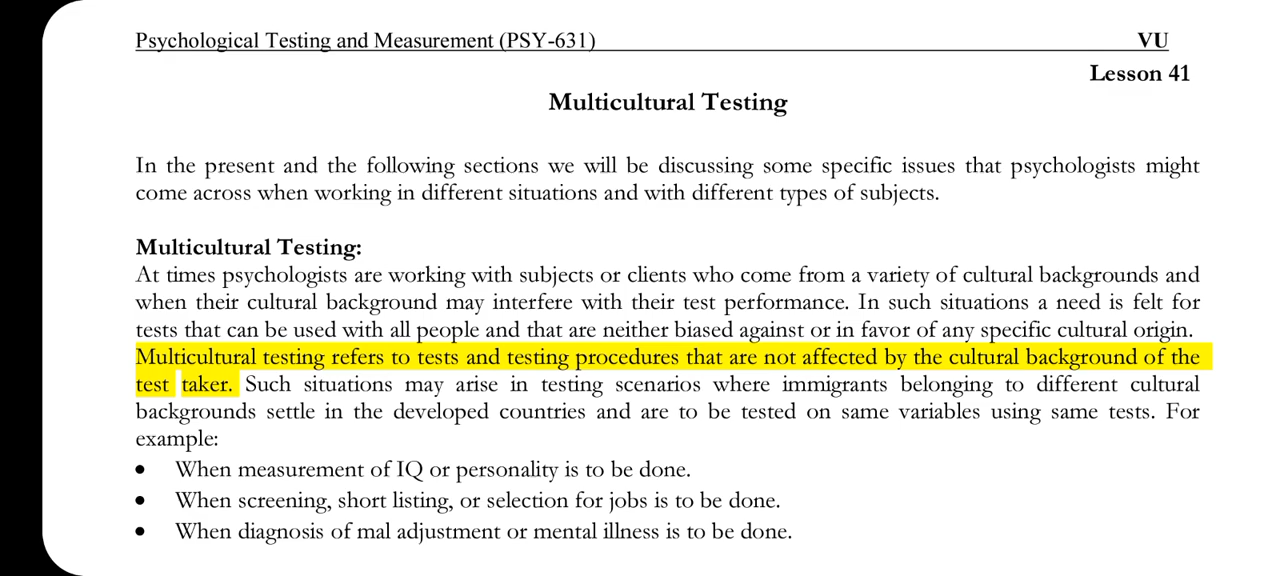 Psychological Testing and Measurement (PSY-631) VU
Lesson 41
Multicultural Testing
In the present and the following sections we will be discussing some specific issues that psychologists might
come across when working in different situations and with different types of subjects.
Multicultural Testing:
At times psychologists are working with subjects or clients who come from a variety of cultural backgrounds and
when their cultural background may interfere with their test performance. In such situations a need is felt for
tests that can be used with all people and that are neither biased against or in favor of any specific cultural origin.
Multicultural testing refers to tests and testing procedures that are not affected by the cultural background of the
test taker. Such situations may arise in testing scenarios where immigrants belonging to different cultural
backgrounds settle in the developed countries and are to be tested on same variables using same tests. For
example:
• When measurement of IQ or personality is to be done.
• When screening, short listing, or selection for jobs is to be done.
• When diagnosis of mal adjustment or mental illness is to be done.